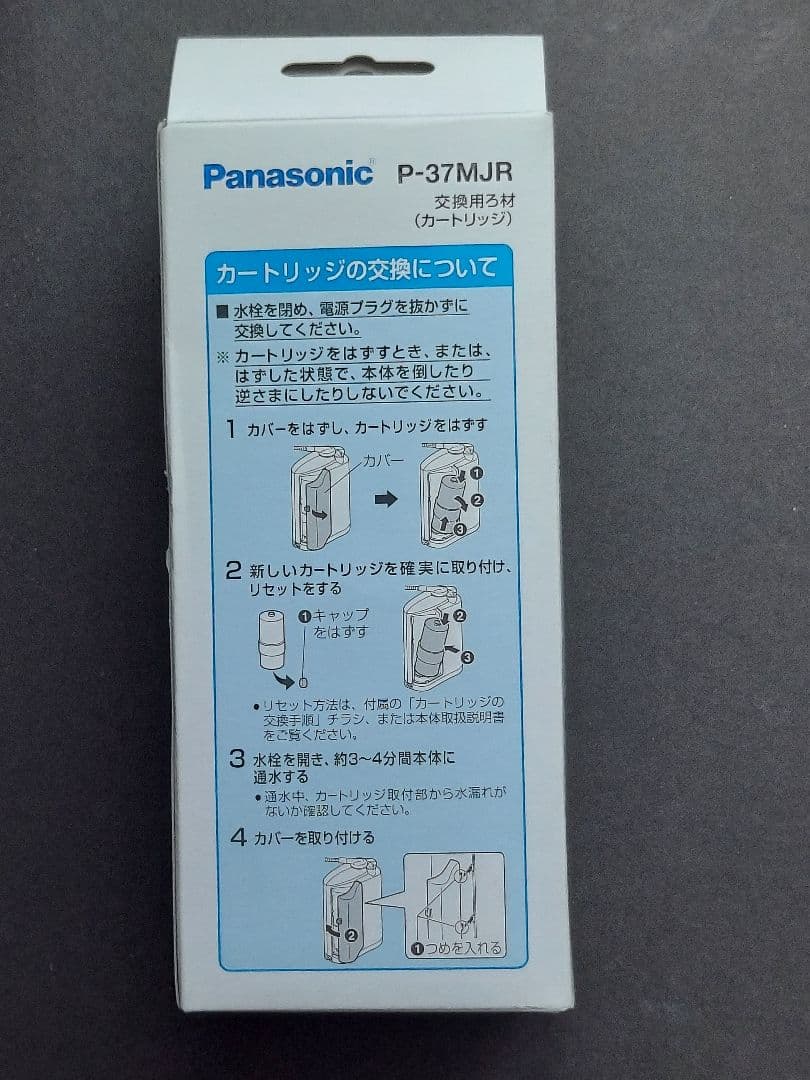 Panasonic® P-37MJR
交換用ろ材
(カートリッジ)
カートリッジの交換について
■ 水栓を閉め、電源プラグを抜かずに
交換してください。
※ カートリッジをはずすとき、または、
はずした状態で、本体を倒したり
逆さまにしたりしないでください。
1 カバーをはずし、カートリッジをはずす
カバー
❶
❷
❸
2 新しいカートリッジを確実に取り付け、
リセットをする
❶キャップ
をはずす
❷
❸
●リセット方法は、付属の「カートリッジの
交換手順」チラシ、または本体取扱説明書
をご覧ください。
3 水栓を開き、約3〜4分間本体に
通水する
●通水中、カートリッジ取付部から水漏れが
ないか確認してください。
4 カバーを取り付ける
❷
❶つめを入れる